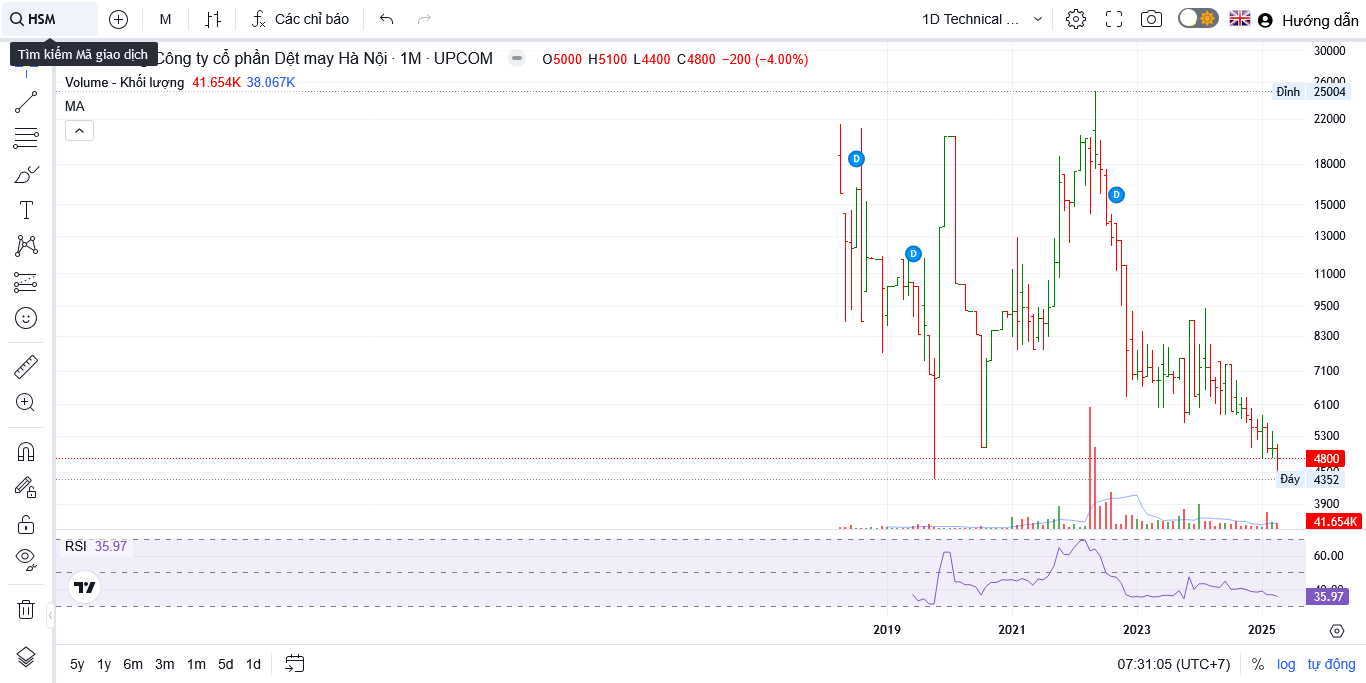 HSM
M
Các chỉ báo
1D Technical ...
Hướng dẫn
Tìm kiếm Mã giao dịch
Công ty cổ phần Dệt may Hà Nội · 1M · UPCOM
O5000 H5100 L4400 C4800 −200 (−4.00%)
Volume - Khối lượng 41.654K 38.067K
MA
30000
26000
Đỉnh 25004
22000
18000
15000
13000
11000
9500
8300
7100
6100
5300
4800
4500
Đáy 4352
3900
41.654K
D
D
D
RSI 35.97
60.00
40.00
35.97
2019
2021
2023
2025
5y 1y 6m 3m 1m 5d 1d
07:31:05 (UTC+7)
% log tự động